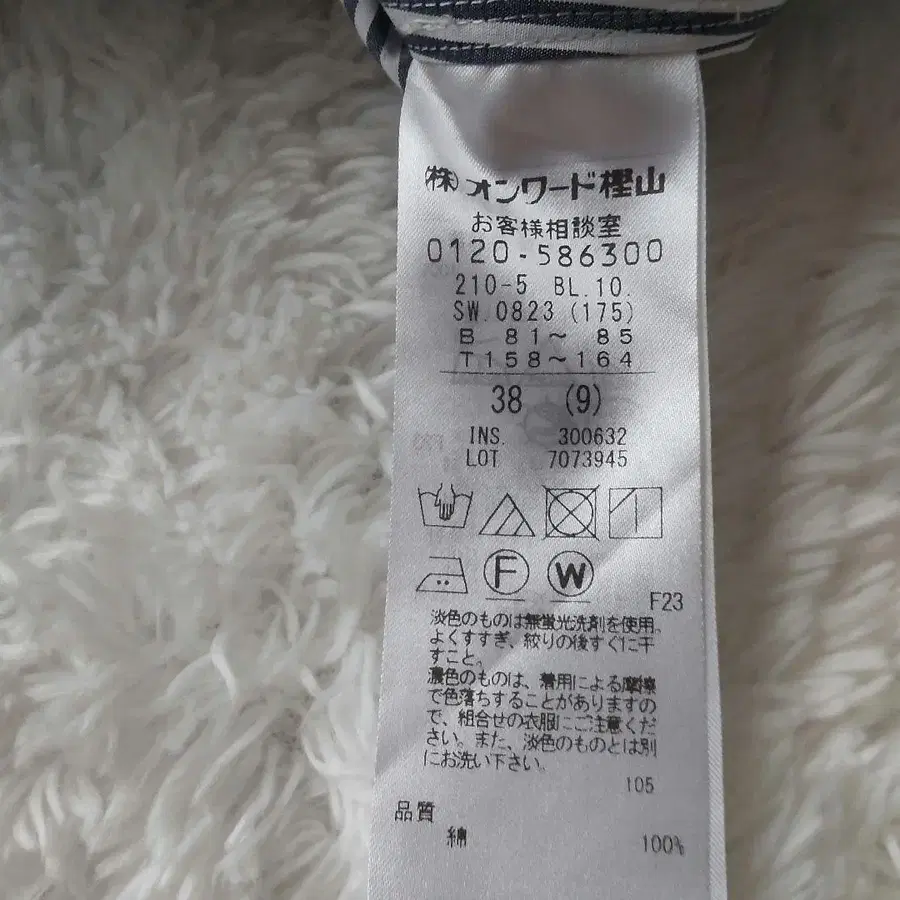 (株)オンワード樫山
お客様相談室
0120-586300
210-5 BL.10
SW.0823 (175)
B 81～ 85
T158～164
38 (9)
INS. 300632
LOT 7073945
F
W
F23
淡色のものは無蛍光洗剤を使用。
よくすすぎ、絞りの後すぐに干
すこと。
濃色のものは、着用による摩擦
で色落ちすることがありますの
で、組合せの衣服にご注意くだ
さい。また、淡色のものとは別
にお洗い下さい。
105
品質
綿 100%